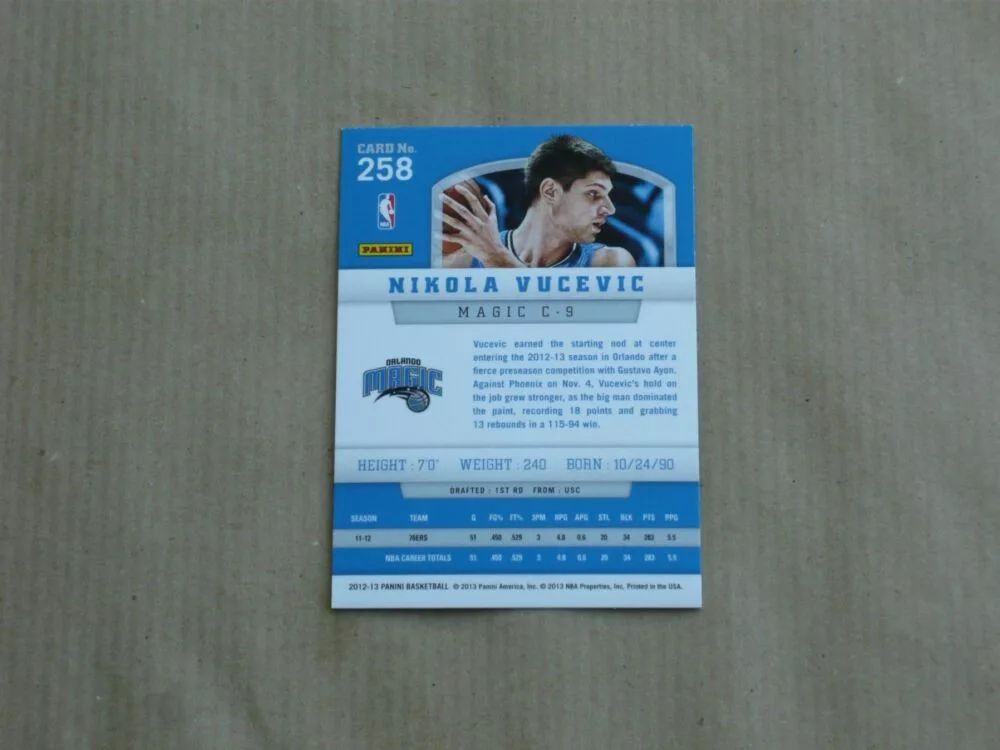 CARD No.
258
NBA
PANINI
NIKOLA VUCEVIC
MAGIC C·9
ORLANDO
MAGIC
Vucevic earned the starting nod at center
entering the 2012-13 season in Orlando after a
fierce preseason competition with Gustavo Ayon.
Against Phoenix on Nov. 4, Vucevic's hold on
the job grew stronger, as the big man dominated
the paint, recording 18 points and grabbing
13 rebounds in a 115-94 win.
HEIGHT : 7'0" WEIGHT : 240 BORN : 10/24/90
DRAFTED : 1ST RD FROM : USC
SEASON TEAM G FG% FT% 3PM RPG APG STL BLK PTS PPG
11-12 76ERS 51 .450 .529 3 4.8 0.6 20 34 283 5.5
NBA CAREER TOTALS 51 .450 .529 3 4.8 0.6 20 34 283 5.5
2012-13 PANINI BASKETBALL © 2013 Panini America, Inc. © 2013 NBA Properties, Inc. Printed in the USA.